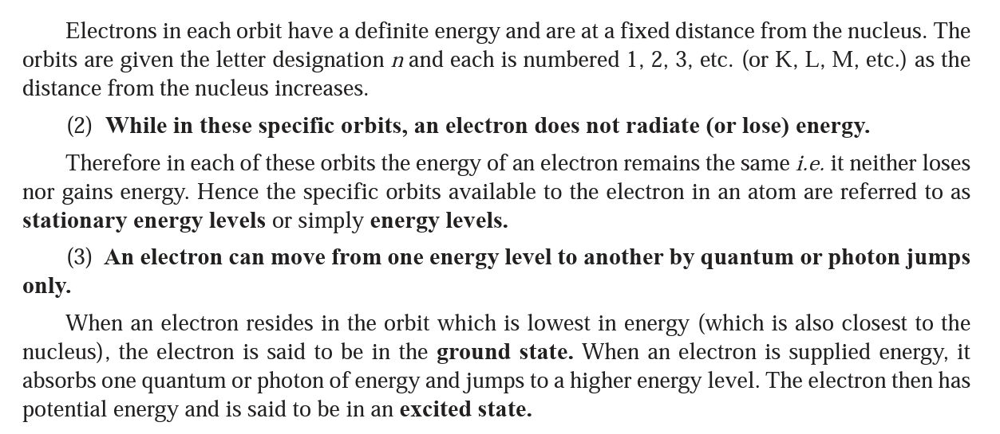 Electrons in each orbit have a definite energy and are at a fixed distance from the nucleus. The
orbits are given the letter designation n and each is numbered 1, 2, 3, etc. (or K, L, M, etc.) as the
distance from the nucleus increases.
(2) While in these specific orbits, an electron does not radiate (or lose) energy.
Therefore in each of these orbits the energy of an electron remains the same i.e. it neither loses
nor gains energy. Hence the specific orbits available to the electron in an atom are referred to as
stationary energy levels or simply energy levels.
(3) An electron can move from one energy level to another by quantum or photon jumps
only.
When an electron resides in the orbit which is lowest in energy (which is also closest to the
nucleus), the electron is said to be in the ground state. When an electron is supplied energy, it
absorbs one quantum or photon of energy and jumps to a higher energy level. The electron then has
potential energy and is said to be in an excited state.